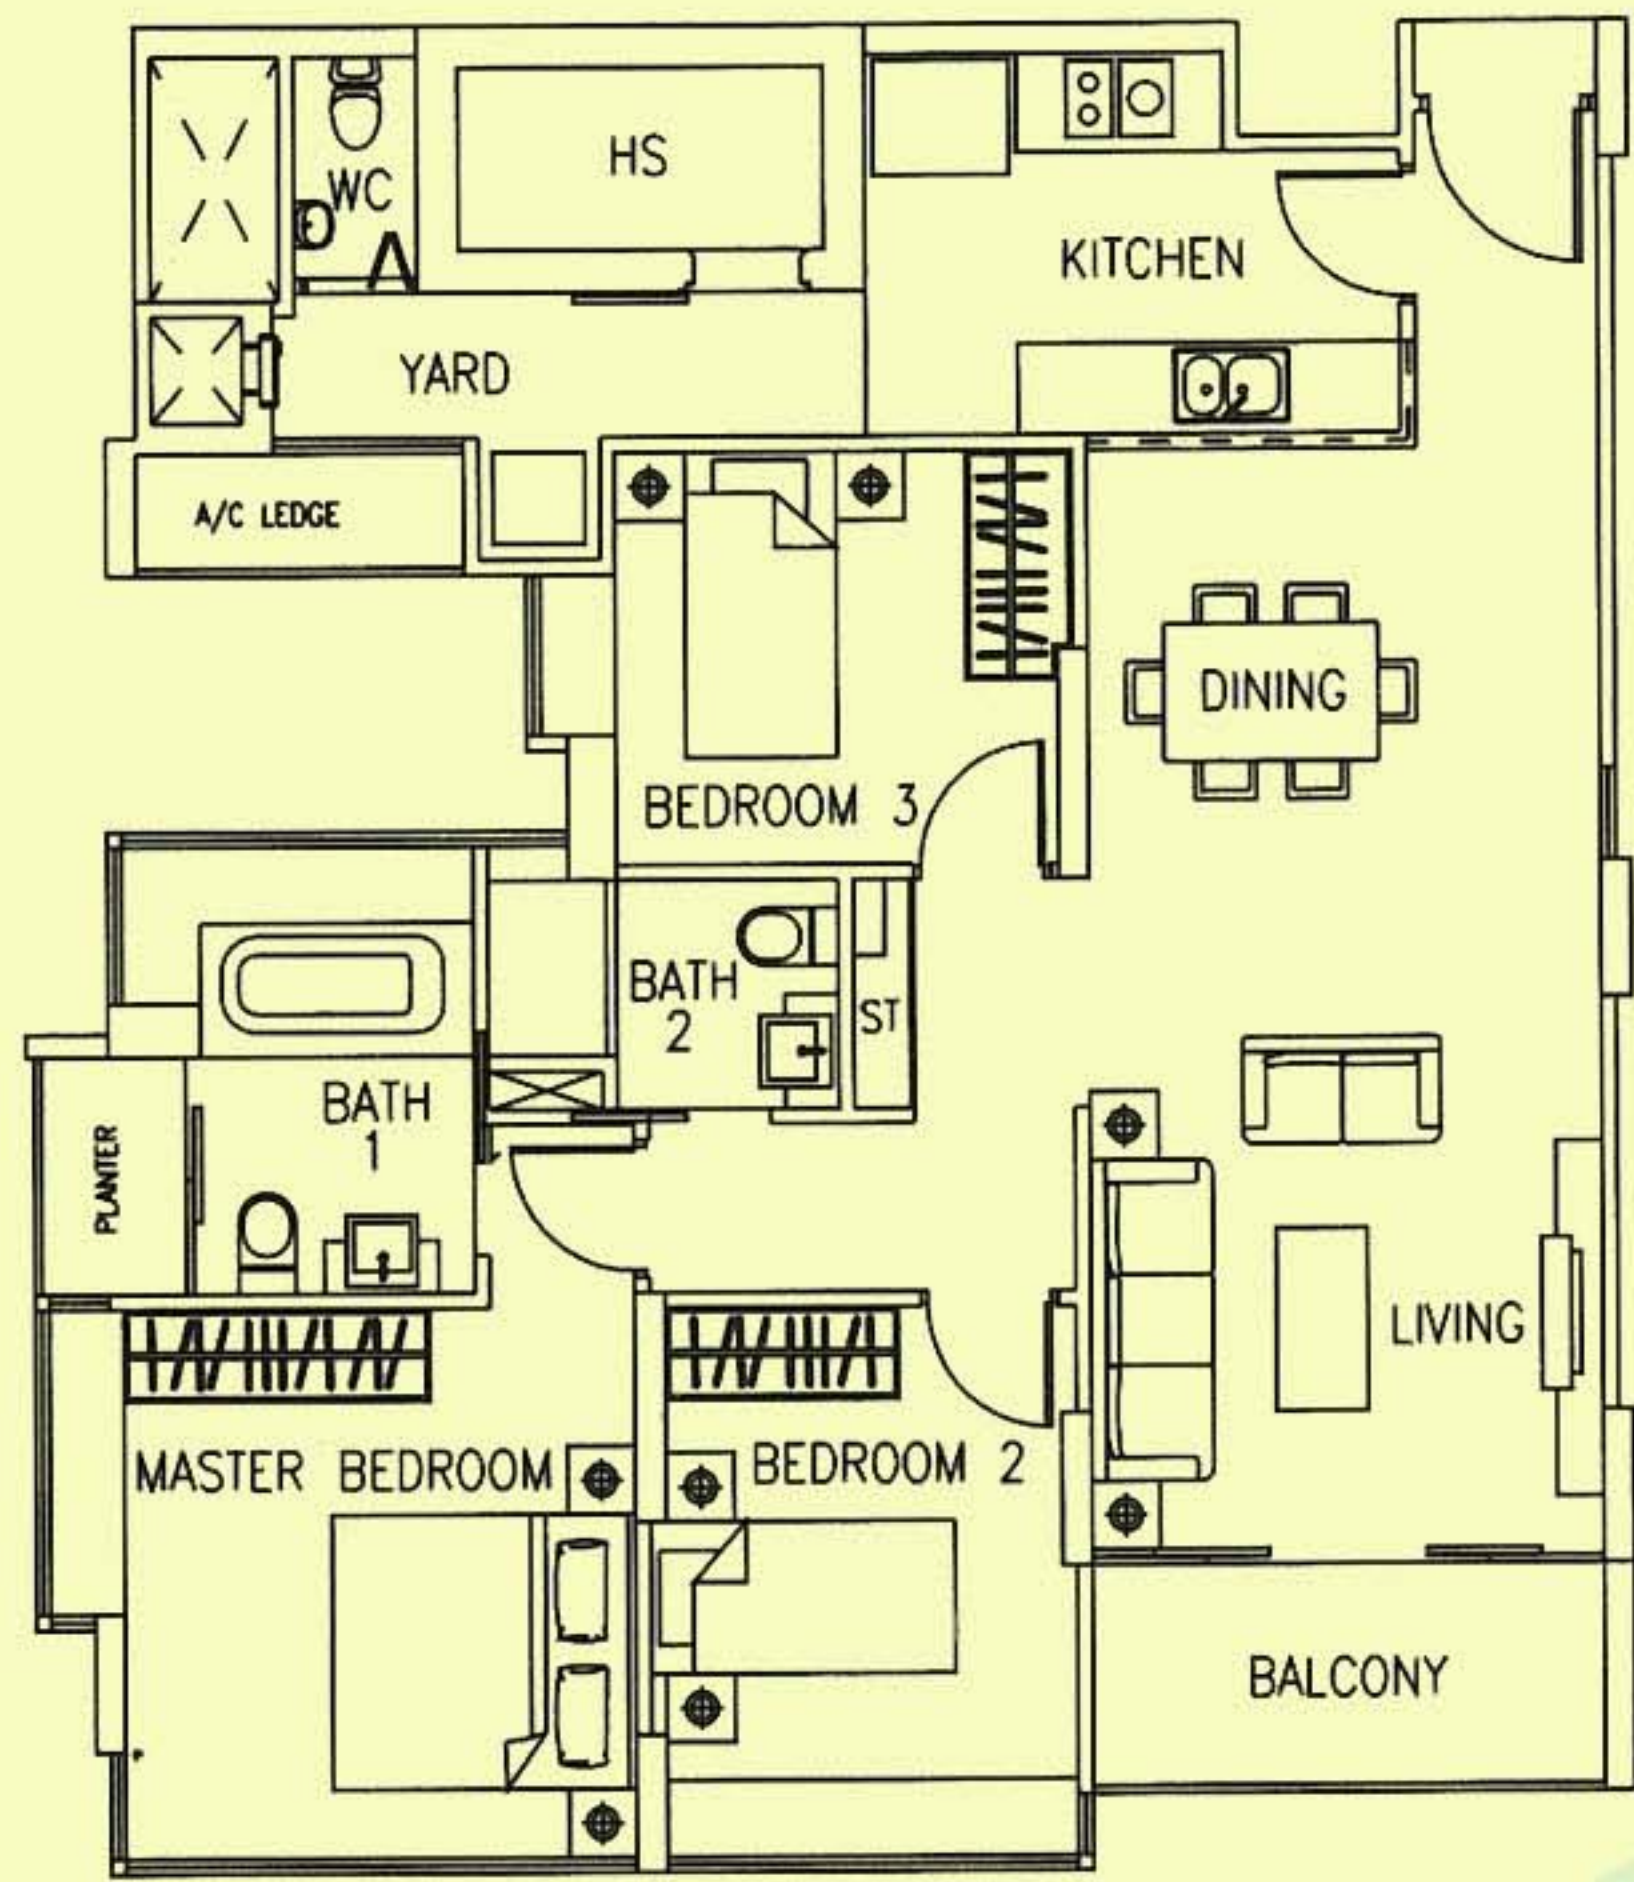 HS
WC
KITCHEN
YARD
A/C LEDGE
DINING
BEDROOM 3
BATH
2
ST
BATH
1
PLANTER
LIVING
MASTER BEDROOM
BEDROOM 2
BALCONY